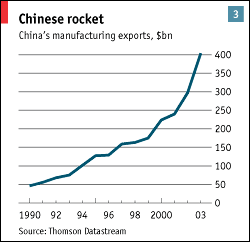 3
Chinese rocket
China's manufacturing exports, $bn
400
350
300
250
200
150
100
50
0
1990 92 94 96 98 2000 03
Source: Thomson Datastream